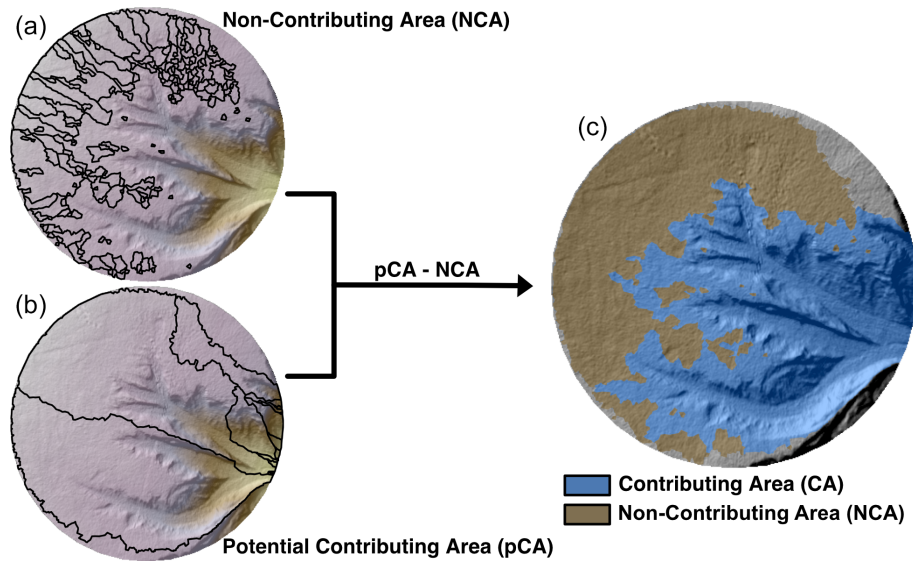 (a)
Non-Contributing Area (NCA)
(c)
pCA - NCA
(b)
Potential Contributing Area (pCA)
Contributing Area (CA)
Non-Contributing Area (NCA)